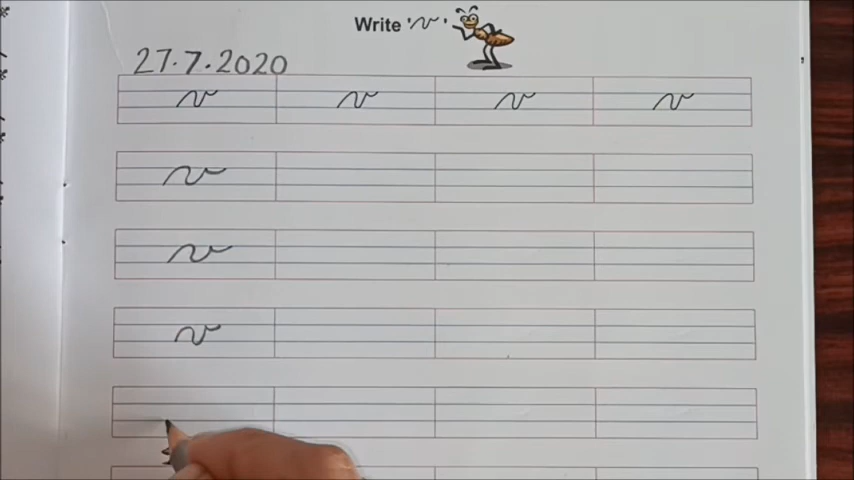 Write 'v'
27.7.2020
v v v v
v
v
v